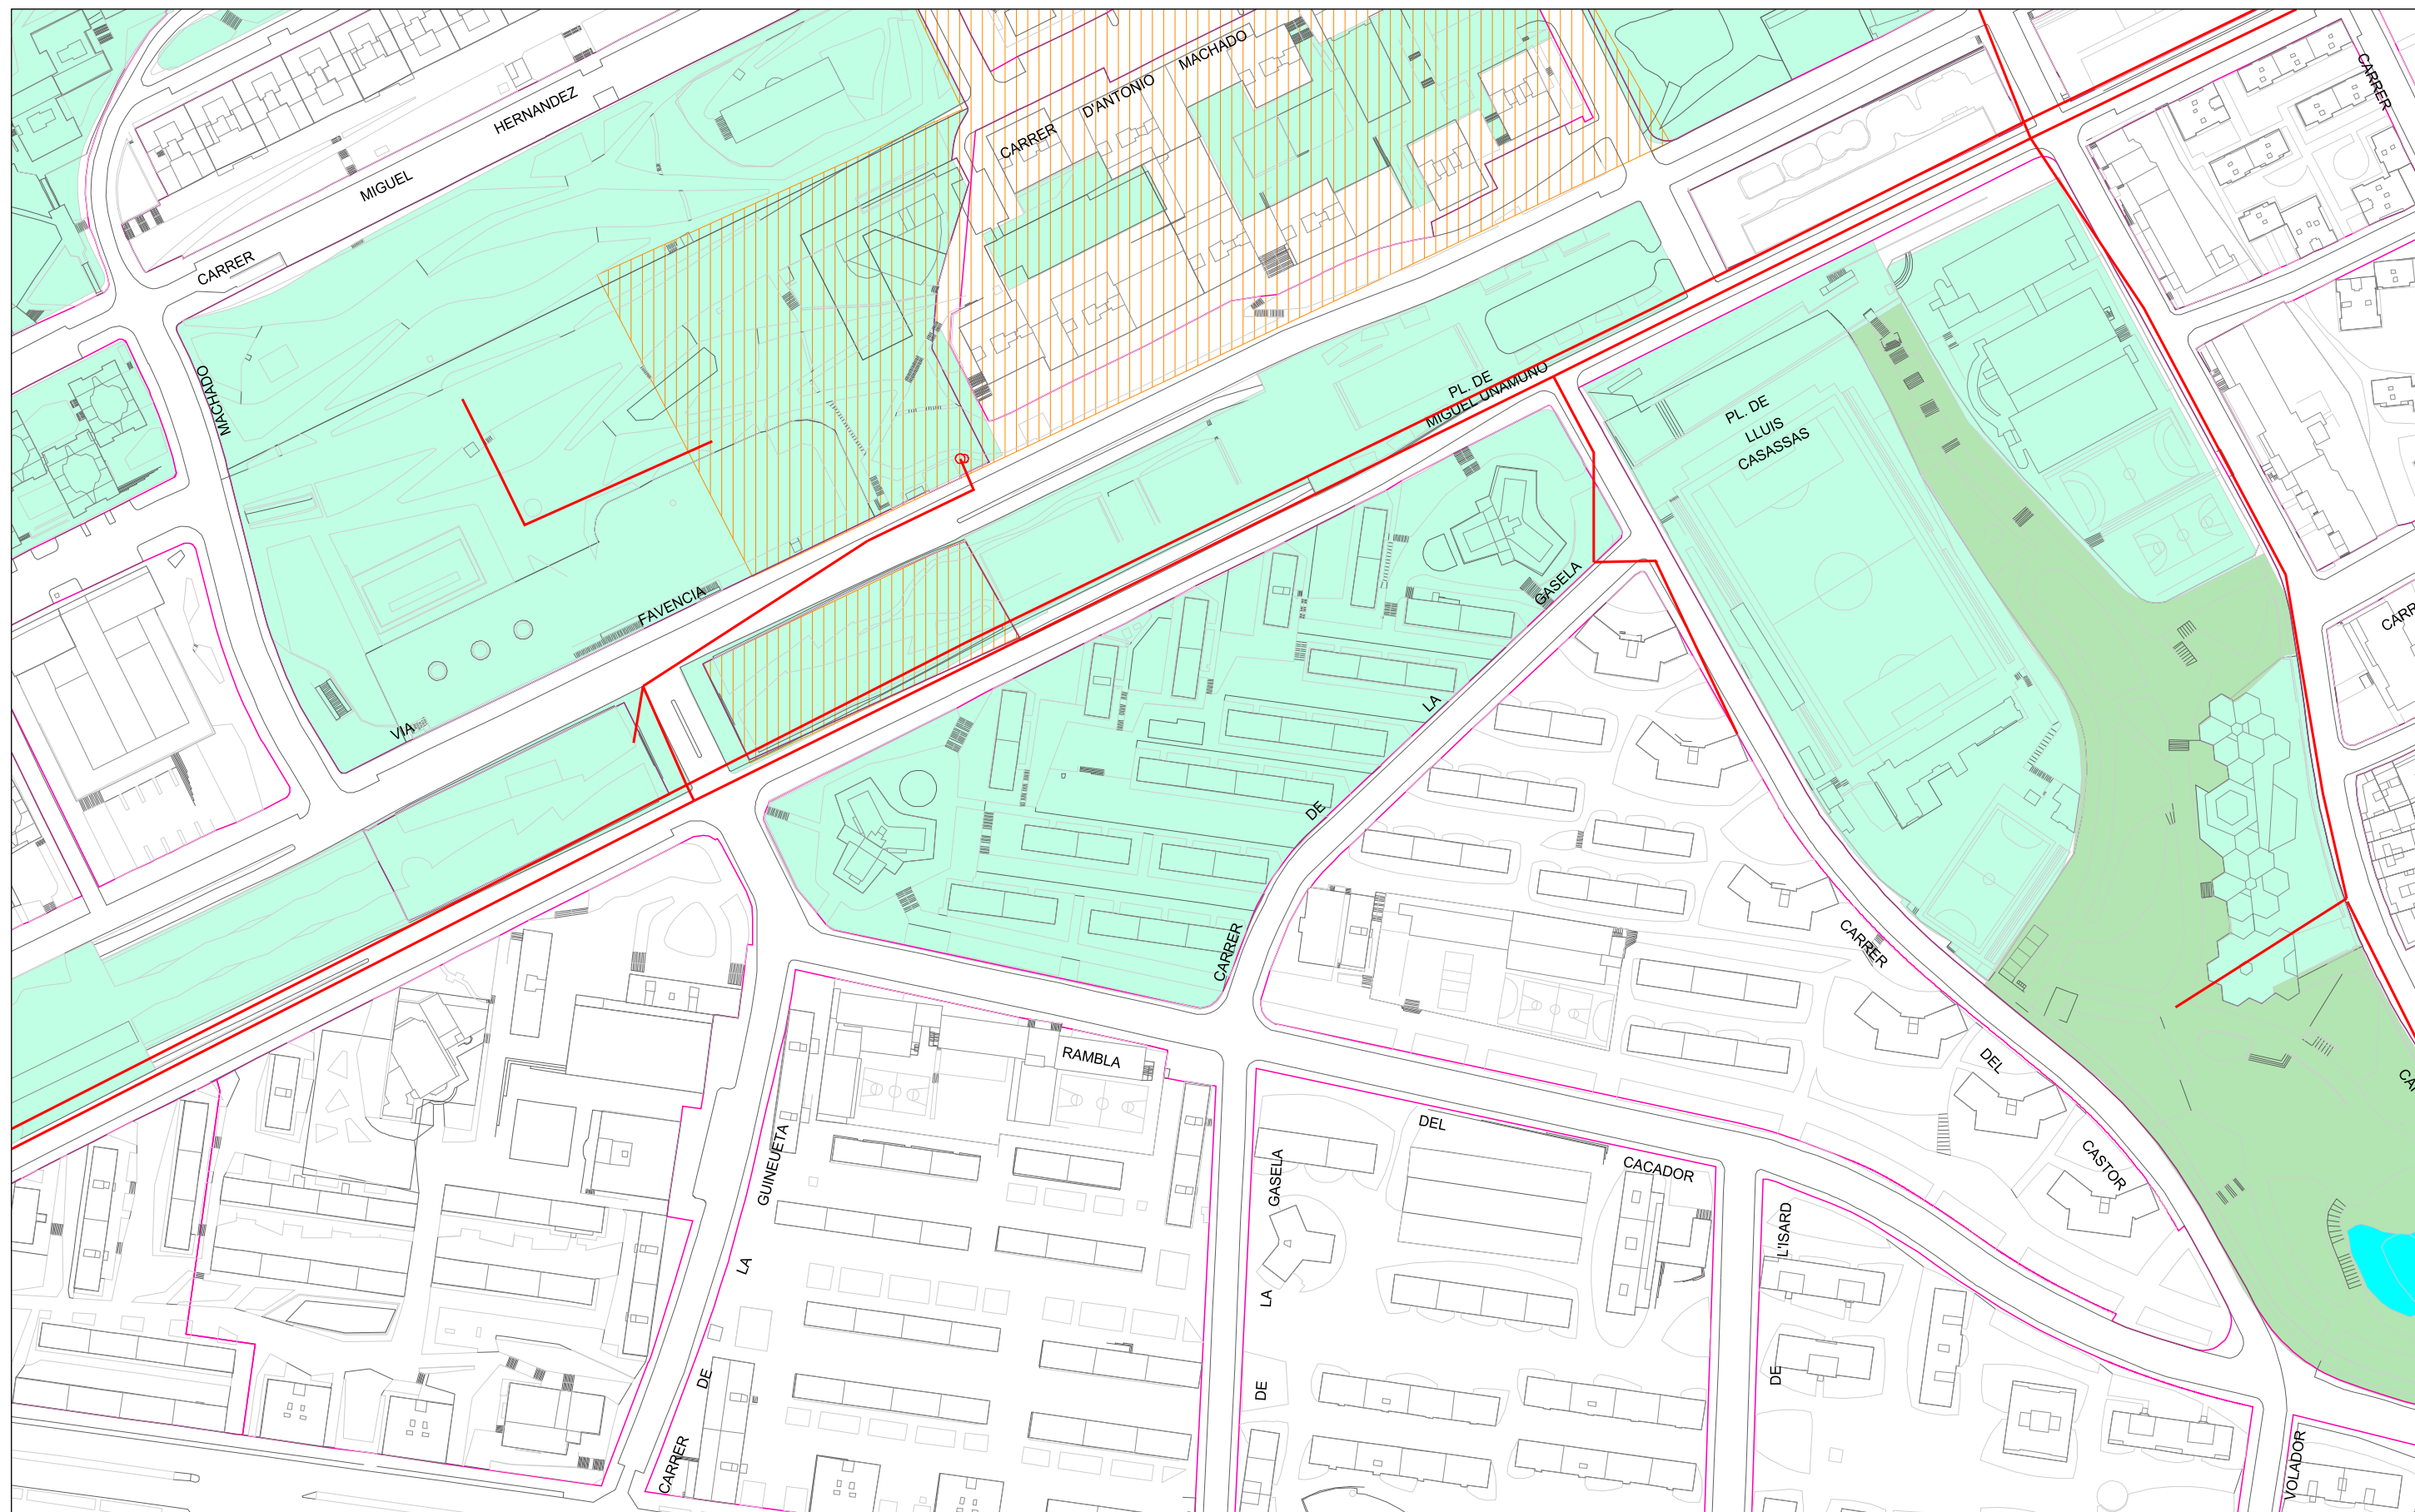 CARRER
MIGUEL
HERNANDEZ
CARRER
D'ANTONIO
MACHADO
CARRER
MACHADO
VIA
FAVENCIA
PL. DE
MIGUEL UNAMUNO
PL. DE
LLUIS
CASASSAS
CARRER
DE
LA
GASELA
CARRER
DEL
CASTOR
RAMBLA
DEL
CACADOR
CARRER
DE
LA
GUINEUETA
DE
LA
GASELA
DE
L'ISARD
VOLADOR